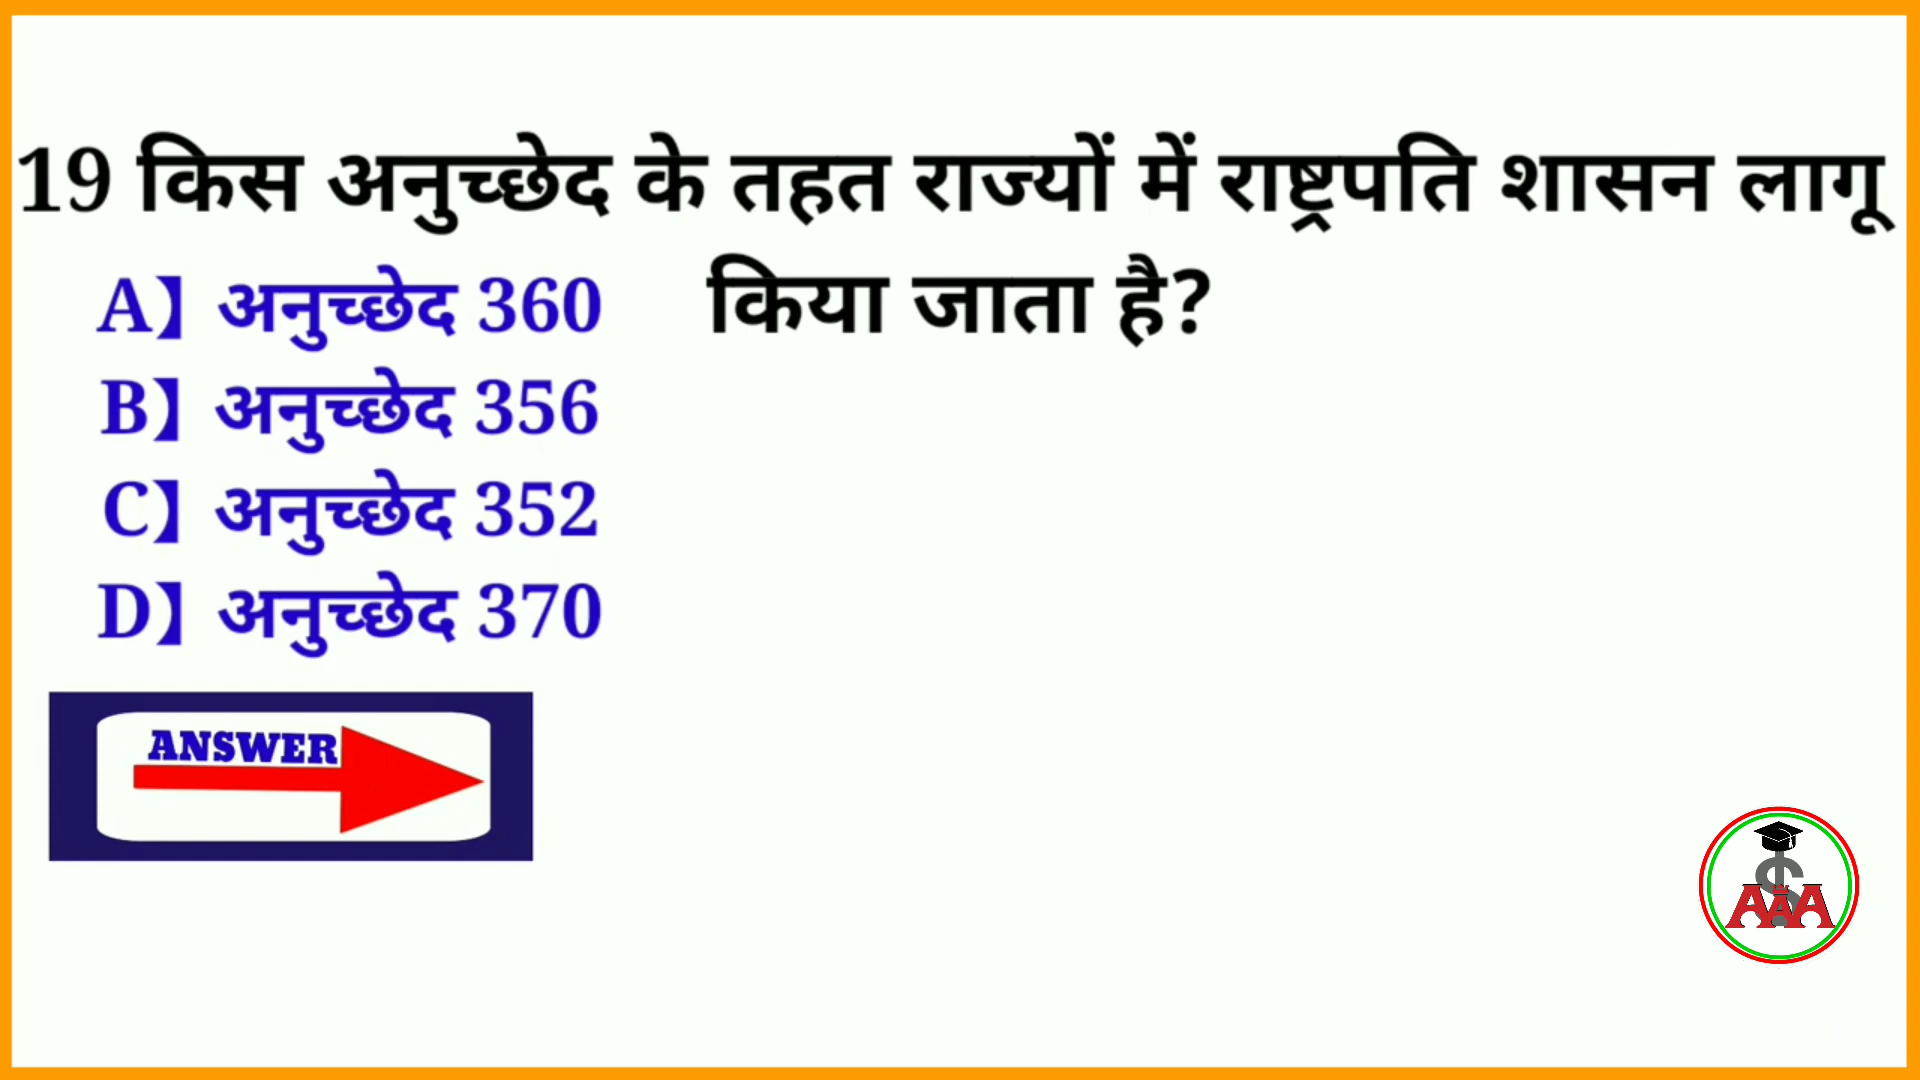 19 किस अनुच्छेद के तहत राज्यों में राष्ट्रपति शासन लागू
किया जाता है?
A】 अनुच्छेद 360
B】 अनुच्छेद 356
C】 अनुच्छेद 352
D】 अनुच्छेद 370
ANSWER